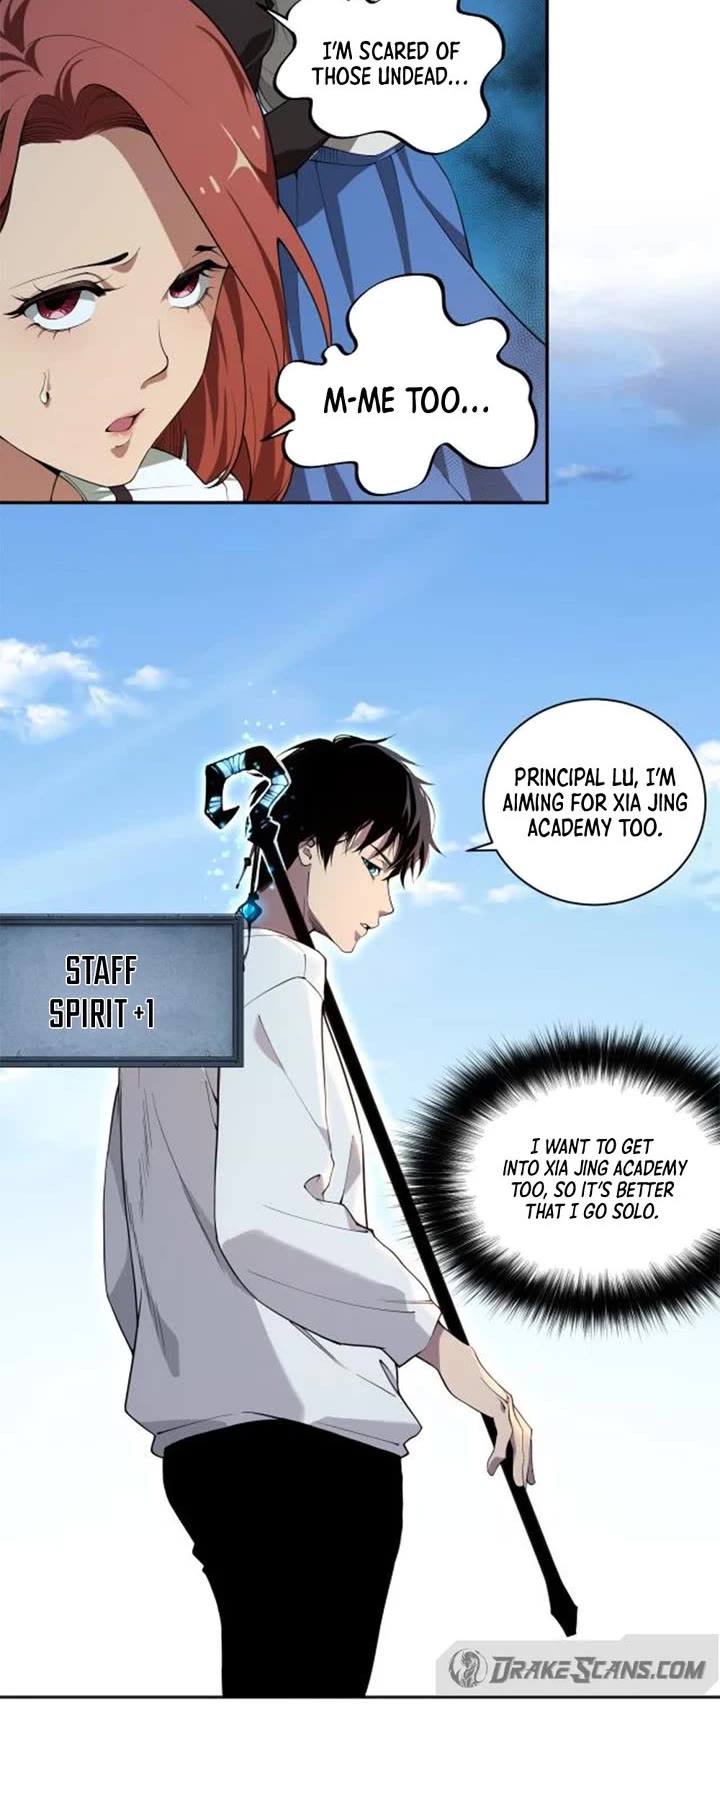 I'M SCARED OF
THOSE UNDEAD...
M-ME TOO...
PRINCIPAL LU, I'M
AIMING FOR XIA JING
ACADEMY TOO.
STAFF
SPIRIT +1
I WANT TO GET
INTO XIA JING ACADEMY
TOO, SO IT'S BETTER
THAT I GO SOLO.
DRAKESCANS.COM